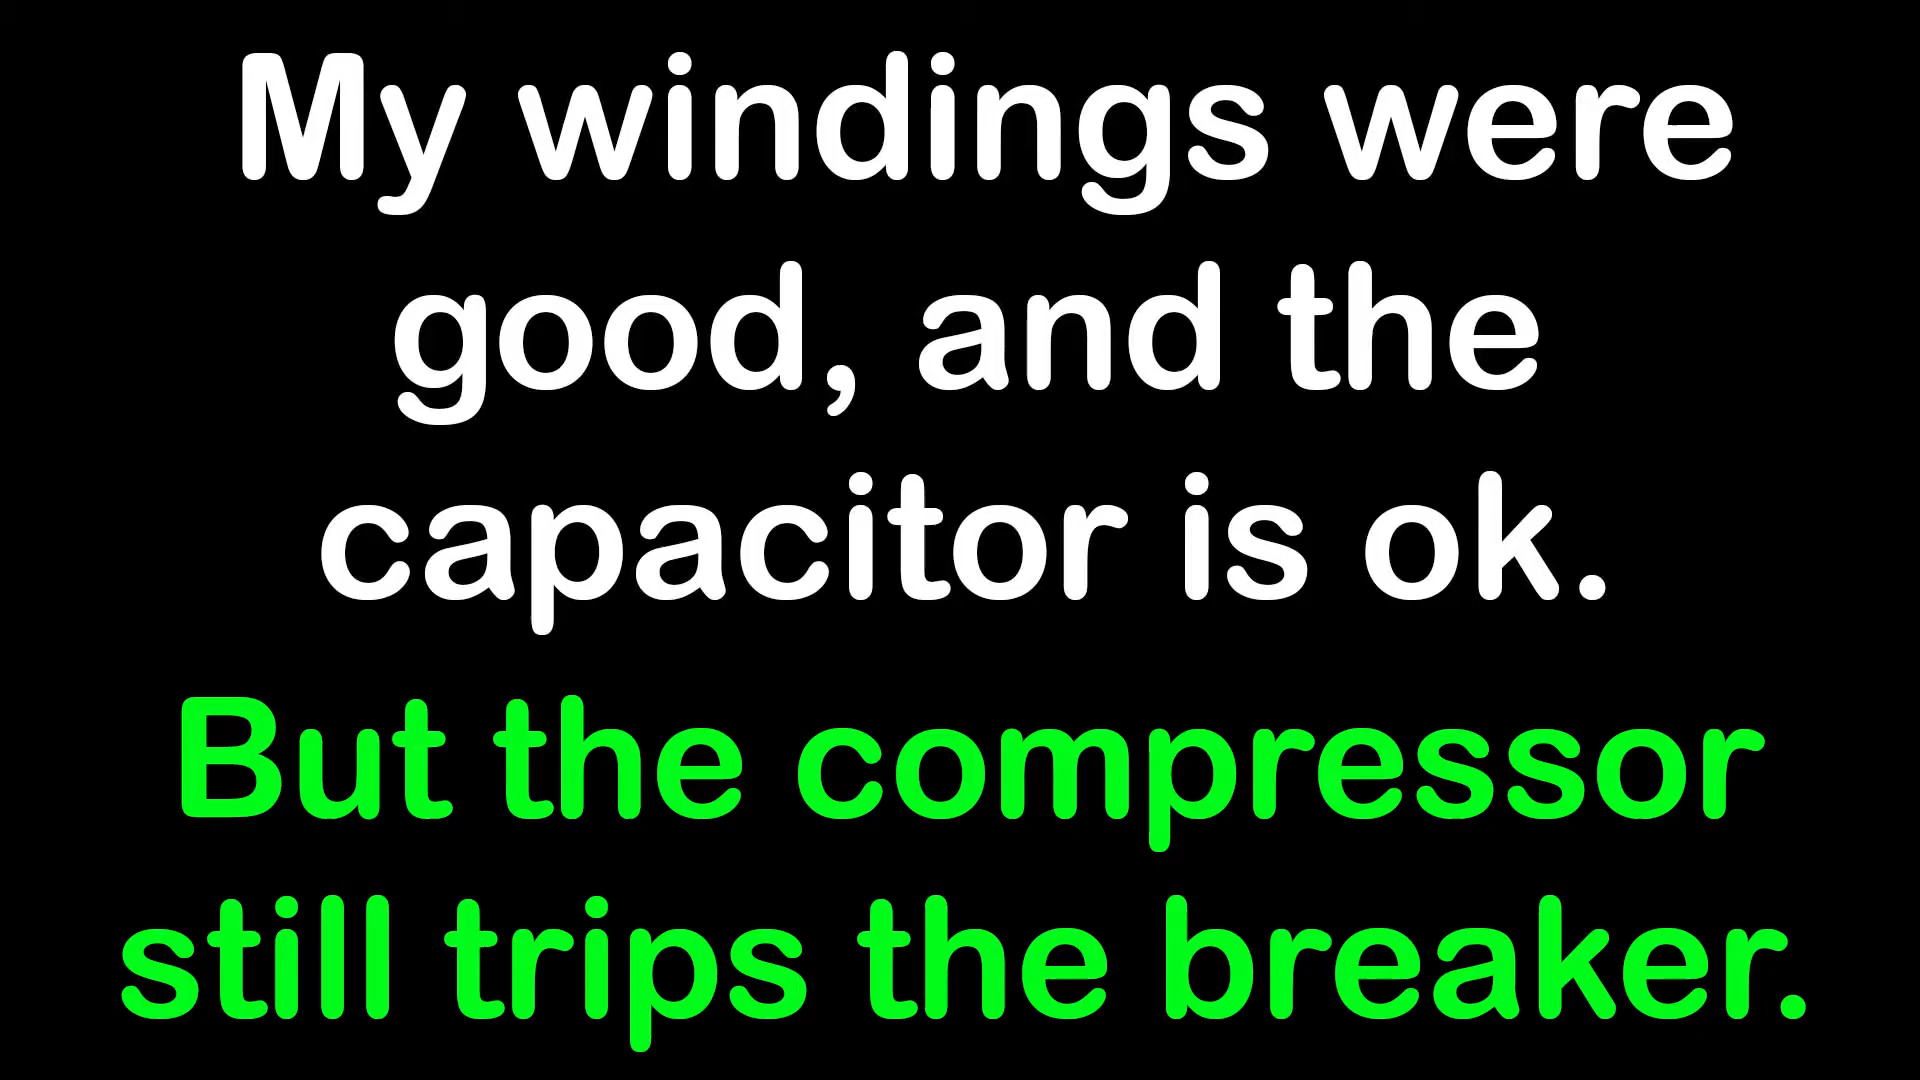 My windings were
good, and the
capacitor is ok.
But the compressor
still trips the breaker.